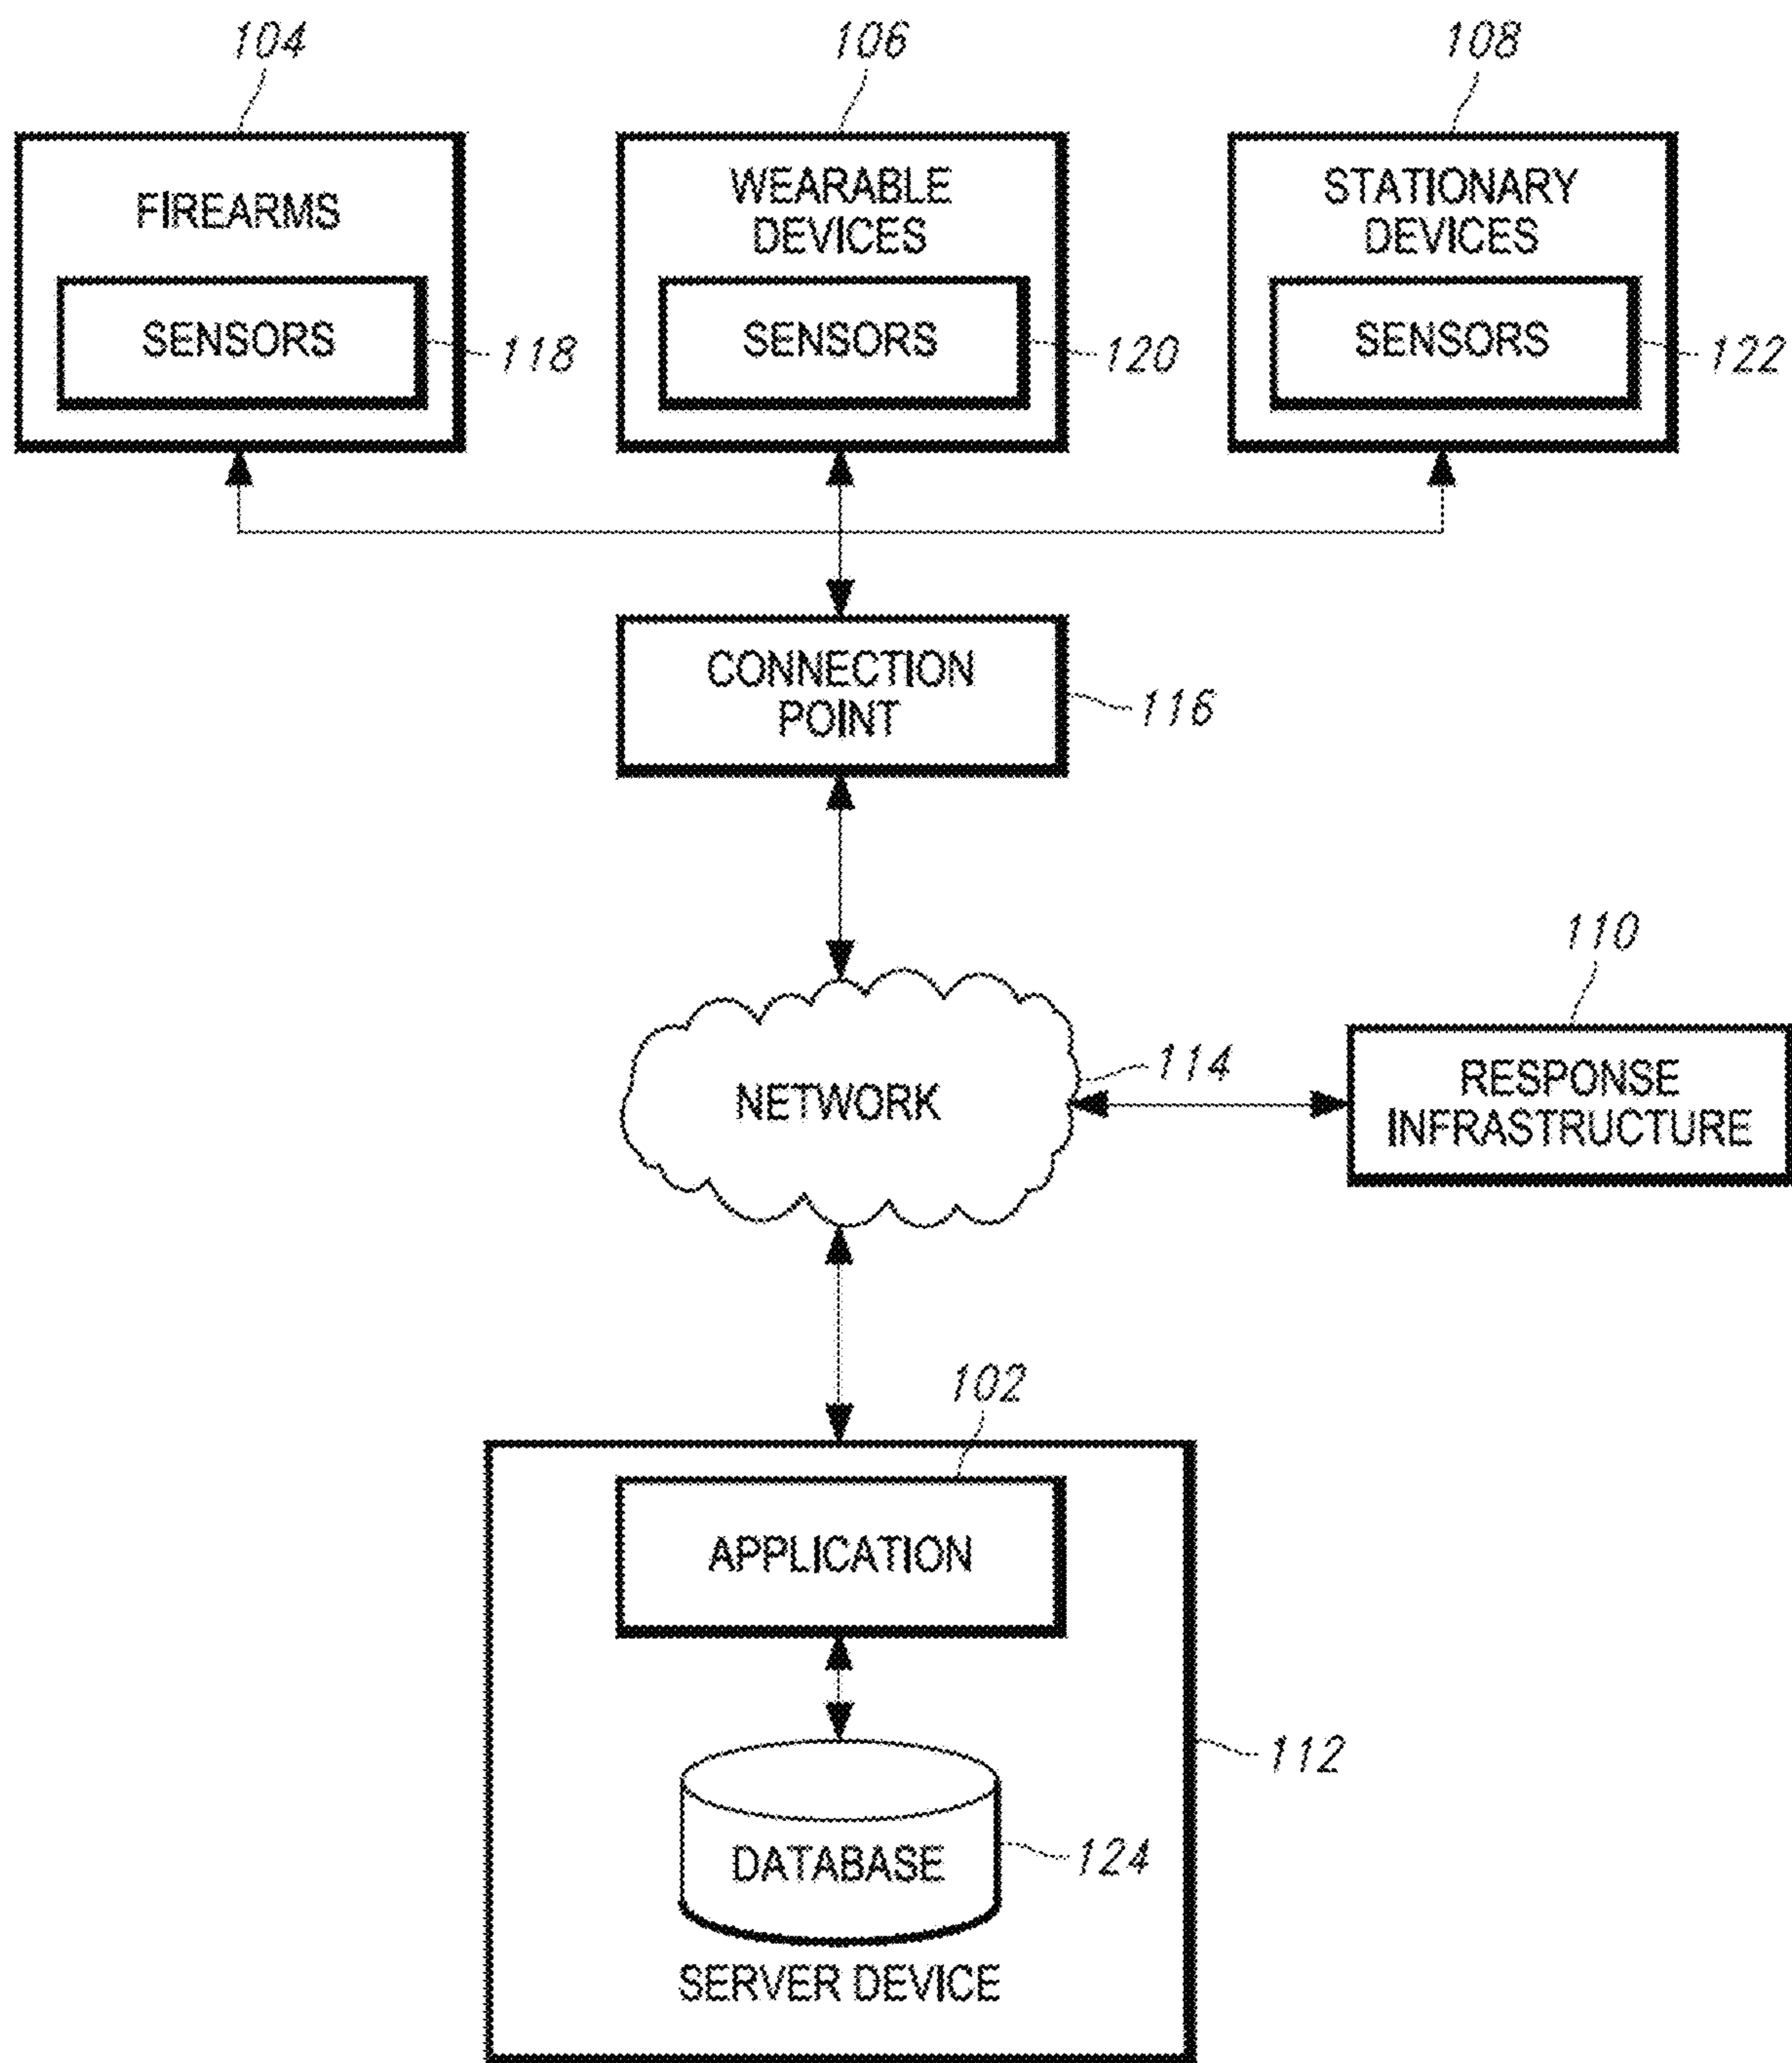 104
106
108
FIREARMS
WEARABLE
DEVICES
STATIONARY
DEVICES
SENSORS
118
SENSORS
120
SENSORS
122
CONNECTION
POINT
116
110
NETWORK
114
RESPONSE
INFRASTRUCTURE
102
APPLICATION
112
DATABASE
124
SERVER DEVICE